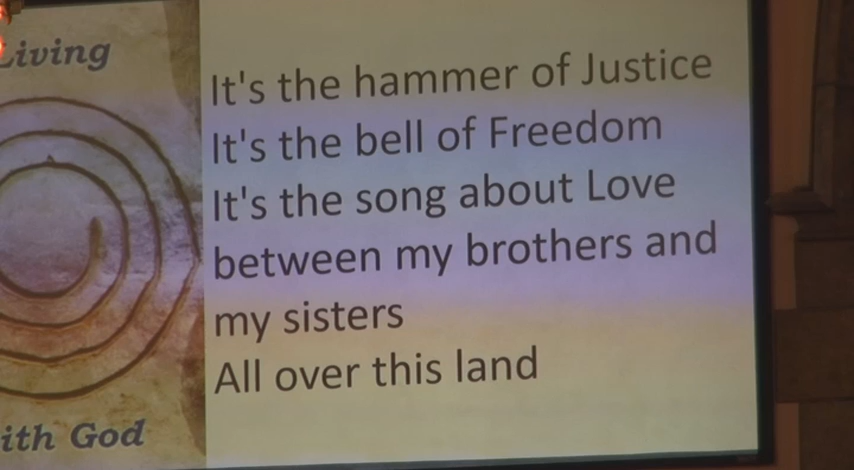 Living
It's the hammer of Justice
It's the bell of Freedom
It's the song about Love
between my brothers and
my sisters
All over this land
ith God